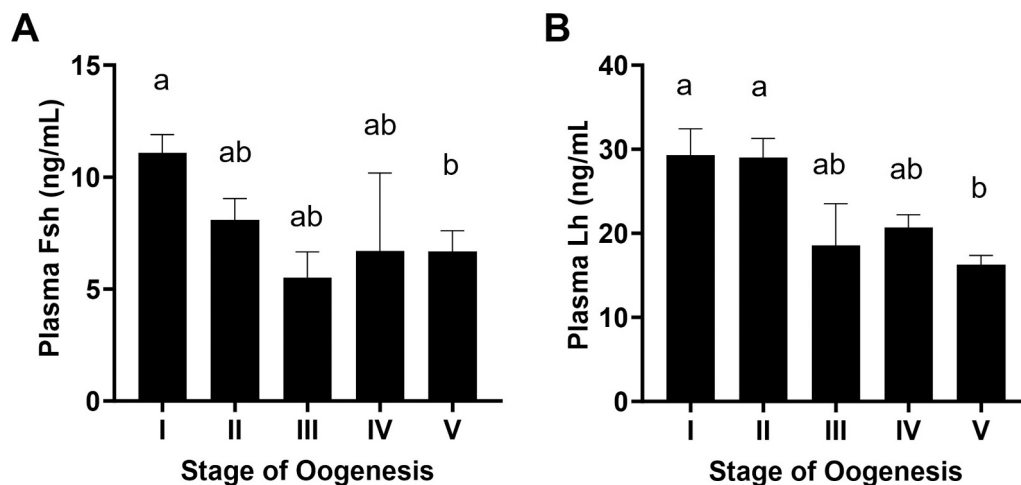 A
Plasma Fsh (ng/mL)
15
10
5
0
a
ab
ab
ab
b
I
II
III
IV
V
Stage of Oogenesis
B
Plasma Lh (ng/mL
40
30
20
10
0
a
a
ab
ab
b
I
II
III
IV
V
Stage of Oogenesis